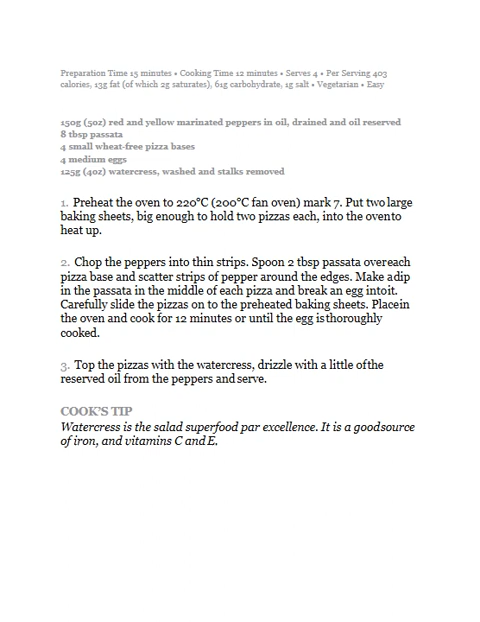 Preparation Time 15 minutes • Cooking Time 12 minutes • Serves 4 • Per Serving 403
calories, 13g fat (of which 2g saturates), 61g carbohydrate, 1g salt • Vegetarian • Easy
150g (5oz) red and yellow marinated peppers in oil, drained and oil reserved
8 tbsp passata
4 small wheat-free pizza bases
4 medium eggs
125g (4oz) watercress, washed and stalks removed
1. Preheat the oven to 220°C (200°C fan oven) mark 7. Put two large
baking sheets, big enough to hold two pizzas each, into the oven to
heat up.
2. Chop the peppers into thin strips. Spoon 2 tbsp passata over each
pizza base and scatter strips of pepper around the edges. Make a dip
in the passata in the middle of each pizza and break an egg into it.
Carefully slide the pizzas on to the preheated baking sheets. Place in
the oven and cook for 12 minutes or until the egg is thoroughly
cooked.
3. Top the pizzas with the watercress, drizzle with a little of the
reserved oil from the peppers and serve.
COOK'S TIP
Watercress is the salad superfood par excellence. It is a good source
of iron, and vitamins C and E.